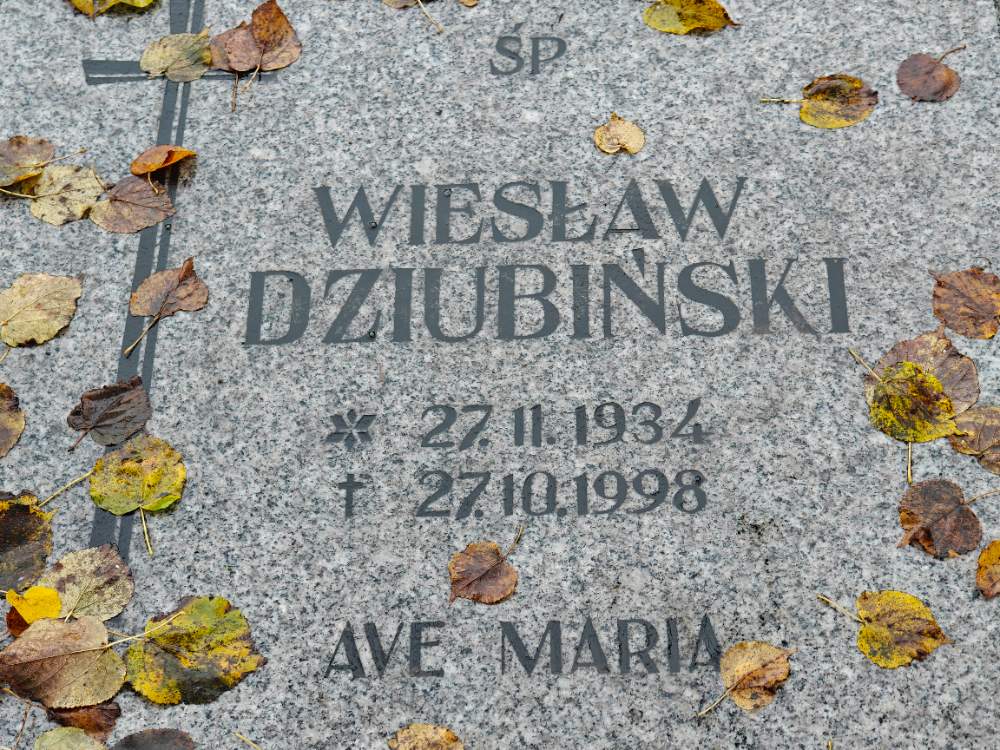 ŚP
WIESŁAW
DZIUBIŃSKI
* 27.11.1934
† 27.10.1998
AVE MARIA